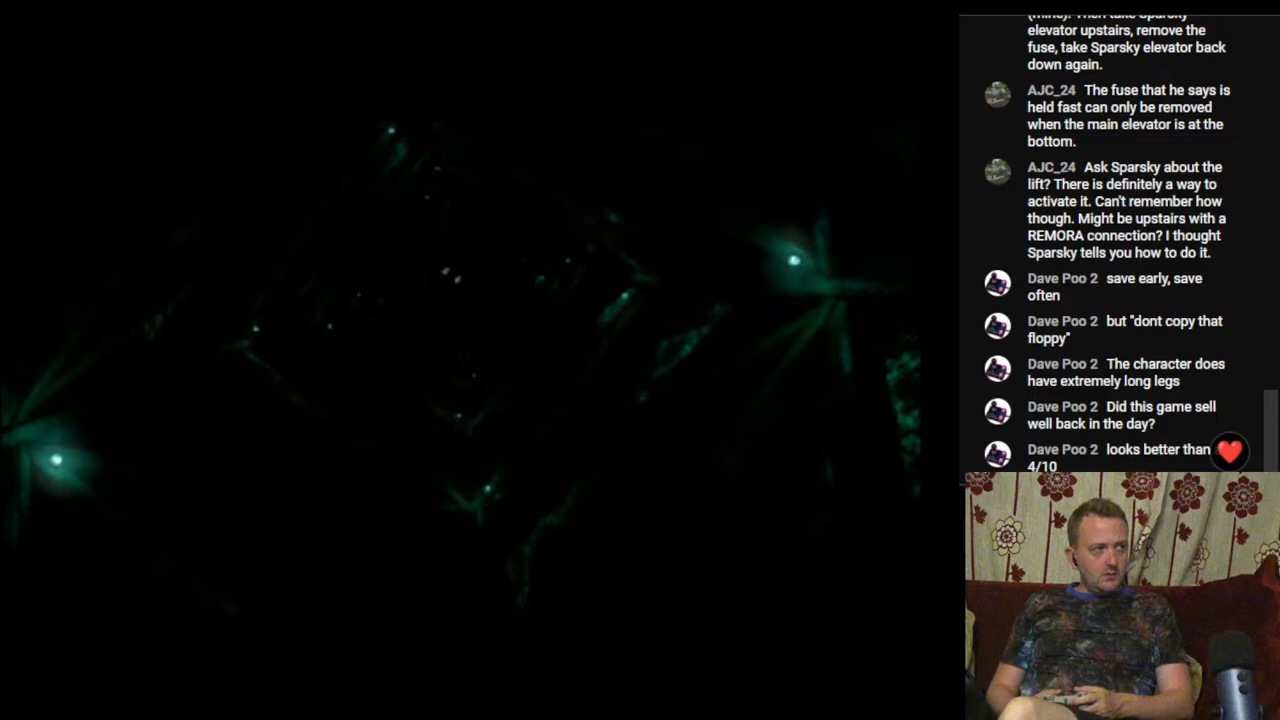 (mine). Then take Sparsky
elevator upstairs, remove the
fuse, take Sparsky elevator back
down again.
AJC_24 The fuse that he says is
held fast can only be removed
when the main elevator is at the
bottom.
AJC_24 Ask Sparsky about the
lift? There is definitely a way to
activate it. Can't remember how
though. Might be upstairs with a
REMORA connection? I thought
Sparsky tells you how to do it.
Dave Poo 2 save early, save
often
Dave Poo 2 but "dont copy that
floppy"
Dave Poo 2 The character does
have extremely long legs
Dave Poo 2 Did this game sell
well back in the day?
Dave Poo 2 looks better than
4/10